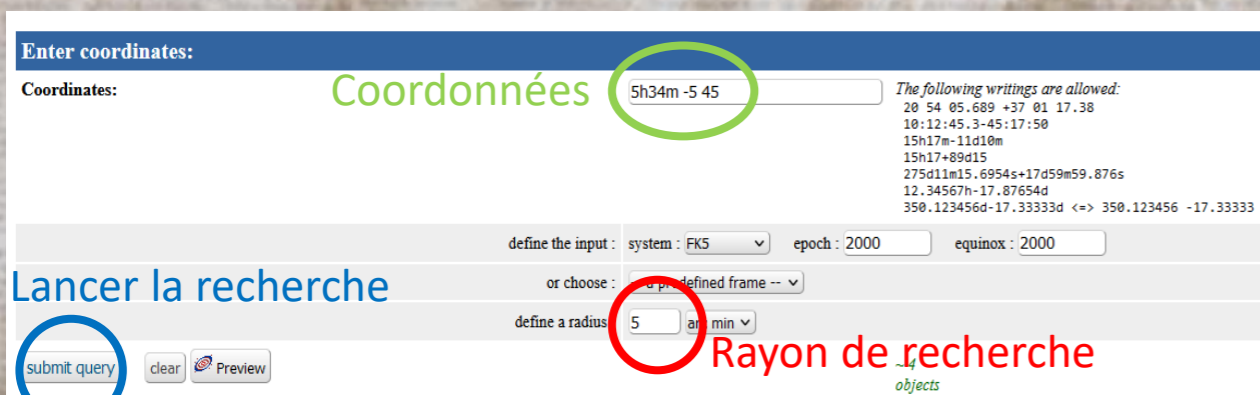 Enter coordinates:
Coordinates: Coordonnées 5h34m -5 45 The following writings are allowed:
20 54 05.689 +37 01 17.38
10:12:45.3-45:17:50
15h17m-11d10m
15h17+89d15
275d11m15.6954s+17d59m59.876s
12.34567h-17.87654d
350.123456d-17.33333d <=> 350.123456 -17.33333
define the input : system : FK5 epoch : 2000 equinox : 2000
Lancer la recherche or choose : predefined frame --
define a radius 5 arc min
Rayon de recherche
submit query clear Preview
~4
objects